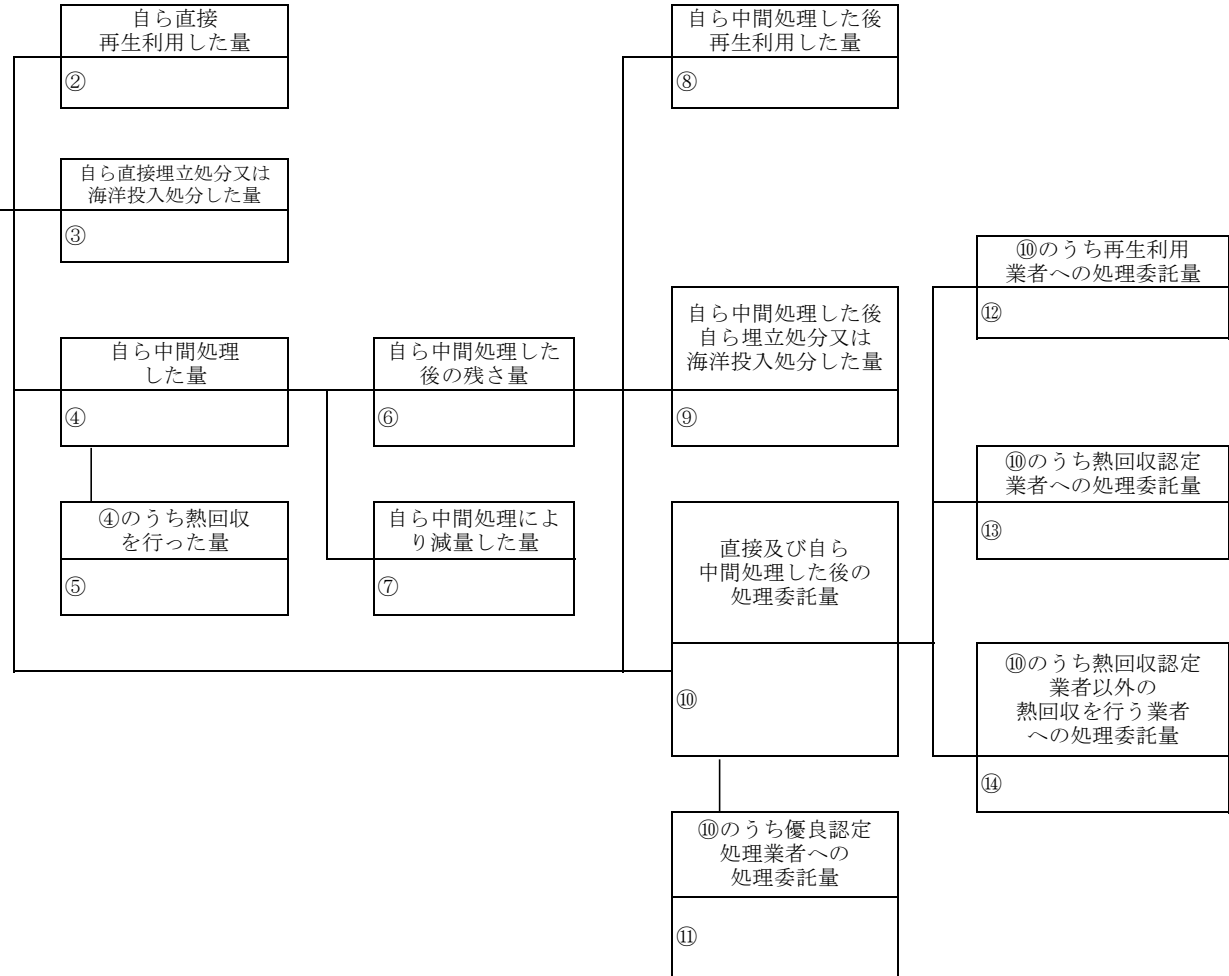 自ら直接
再生利用した量
②
自ら直接埋立処分又は
海洋投入処分した量
③
自ら中間処理
した量
④
④のうち熱回収
を行った量
⑤
自ら中間処理した
後の残さ量
⑥
自ら中間処理によ
り減量した量
⑦
自ら中間処理した後
再生利用した量
⑧
自ら中間処理した後
自ら埋立処分又は
海洋投入処分した量
⑨
直接及び自ら
中間処理した後の
処理委託量
⑩
⑩のうち優良認定
処理業者への
処理委託量
⑪
⑩のうち再生利用
業者への処理委託量
⑫
⑩のうち熱回収認定
業者への処理委託量
⑬
⑩のうち熱回収認定
業者以外の
熱回収を行う業者
への処理委託量
⑭